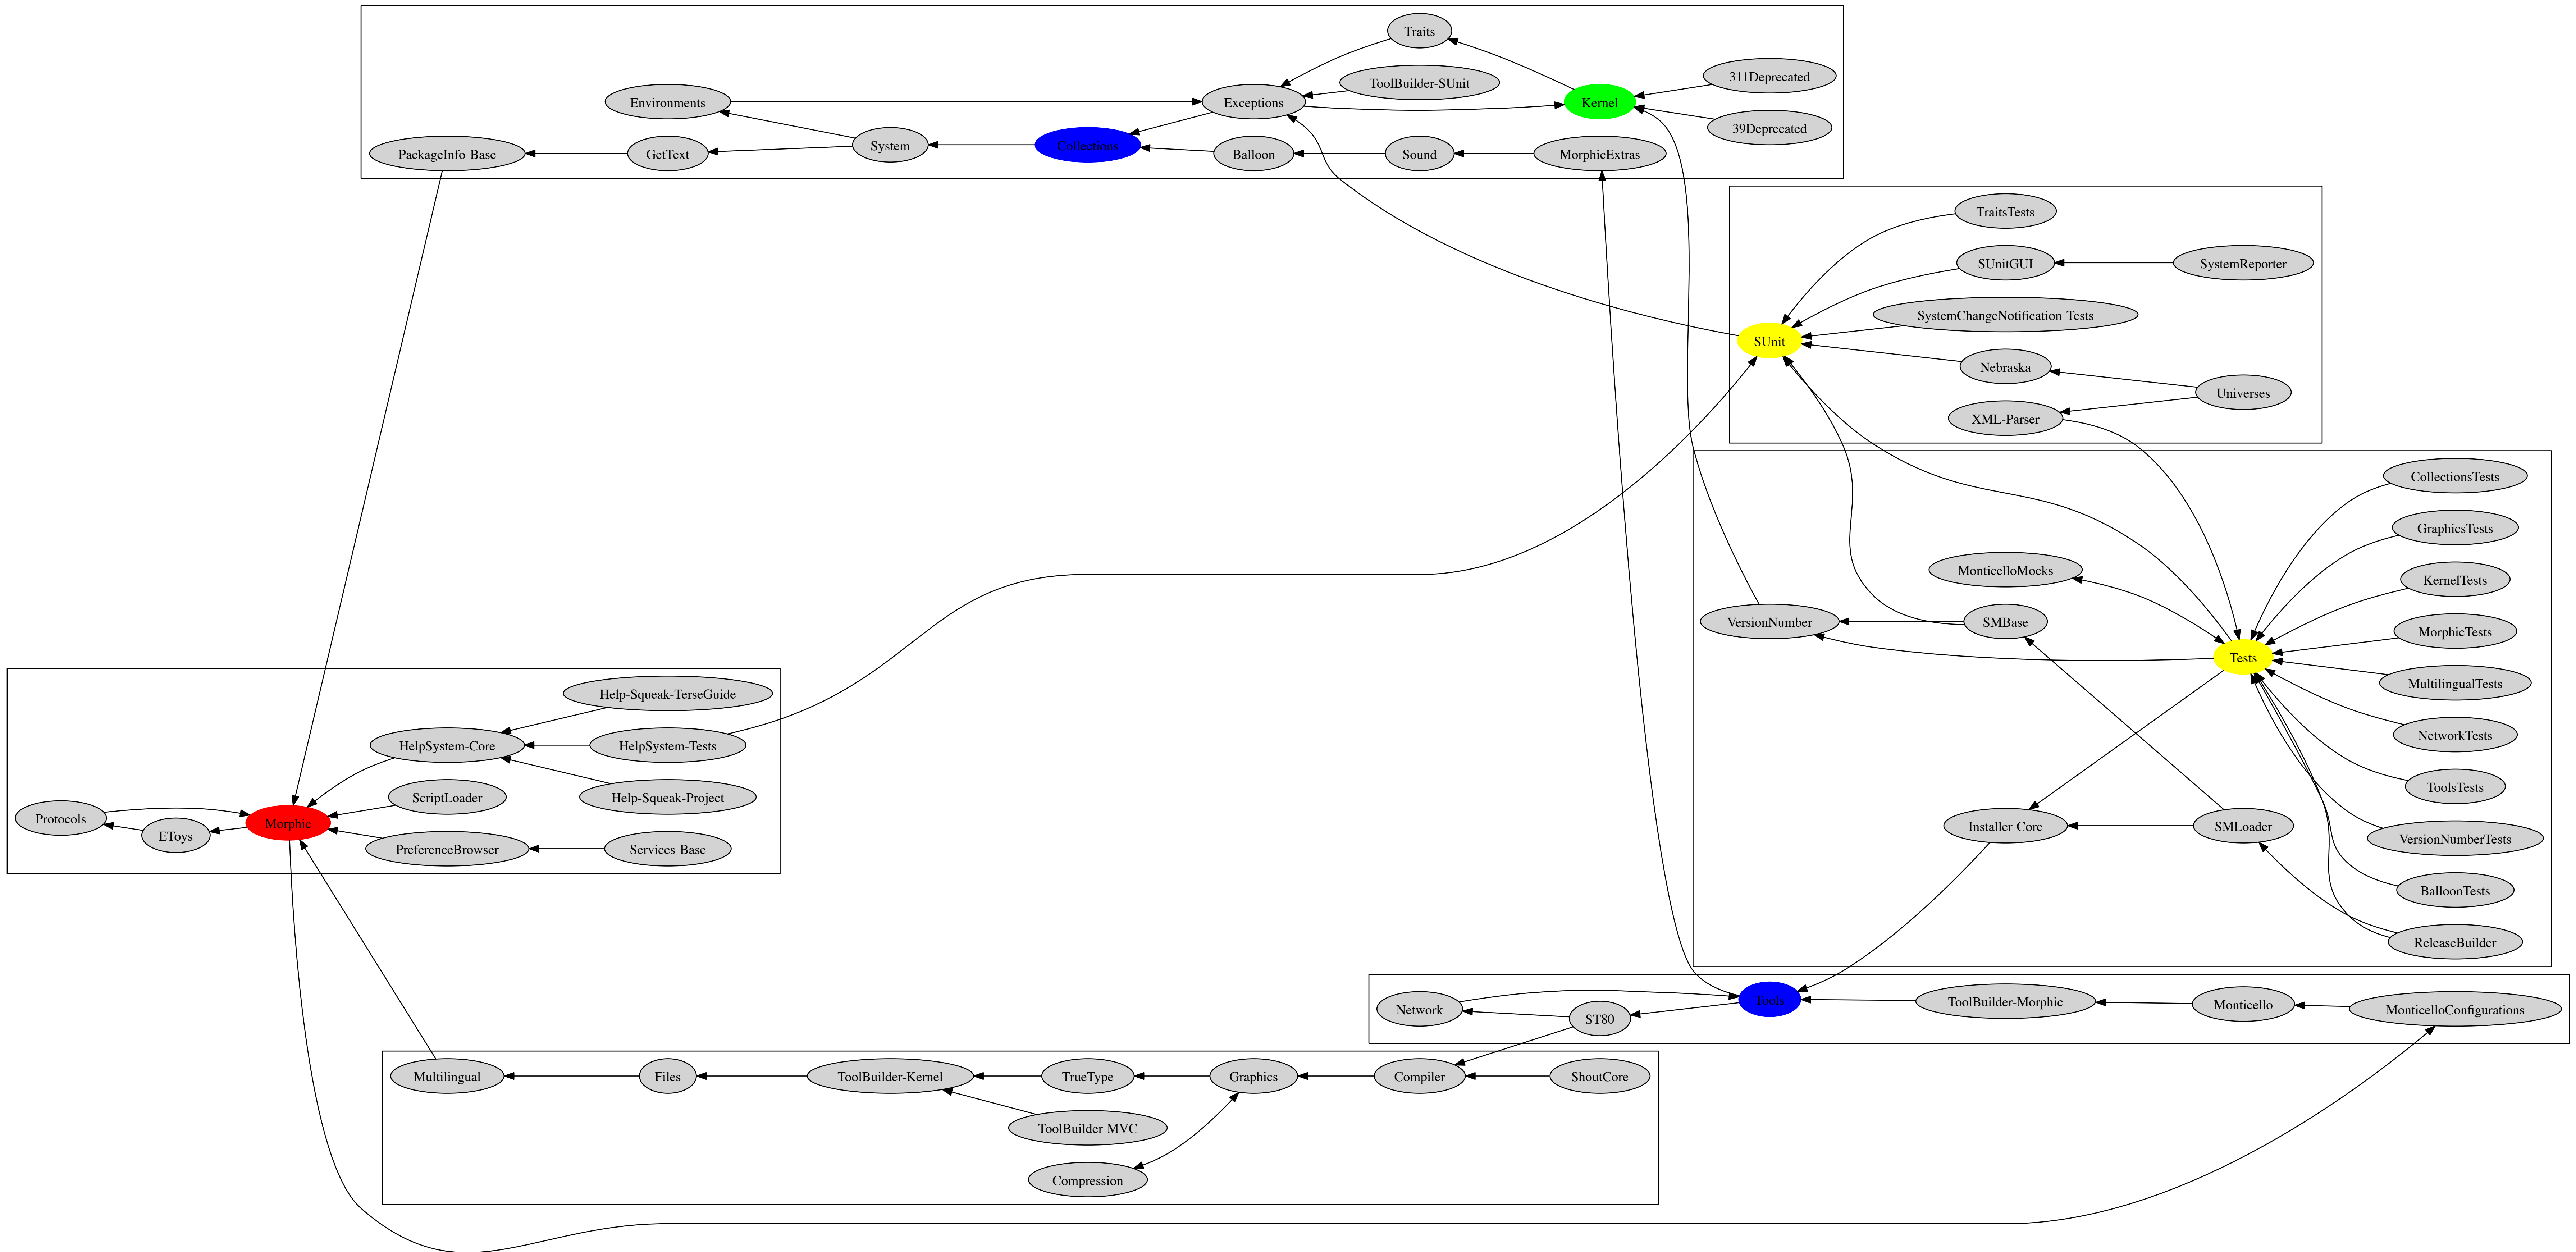 Traits
ToolBuilder-SUnit
311Deprecated
Environments
Exceptions
Kernel
39Deprecated
PackageInfo-Base
GetText
System
Collections
Balloon
Sound
MorphicExtras
TraitsTests
SUnitGUI
SystemReporter
SystemChangeNotification-Tests
SUnit
Nebraska
Universes
XML-Parser
CollectionsTests
GraphicsTests
MonticelloMocks
KernelTests
VersionNumber
SMBase
MorphicTests
Tests
MultilingualTests
NetworkTests
ToolsTests
Installer-Core
SMLoader
VersionNumberTests
BalloonTests
ReleaseBuilder
Help-Squeak-TerseGuide
HelpSystem-Core
HelpSystem-Tests
ScriptLoader
Help-Squeak-Project
Protocols
EToys
Morphic
PreferenceBrowser
Services-Base
Network
ST80
Tools
ToolBuilder-Morphic
Monticello
MonticelloConfigurations
Multilingual
Files
ToolBuilder-Kernel
TrueType
Graphics
Compiler
ShoutCore
ToolBuilder-MVC
Compression